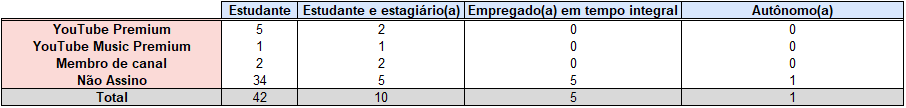 Estudante Estudante e estagiário(a) Empregado(a) em tempo integral Autônomo(a)
YouTube Premium 5 2 0 0
YouTube Music Premium 1 1 0 0
Membro de canal 2 2 0 0
Não Assino 34 5 5 1
Total 42 10 5 1